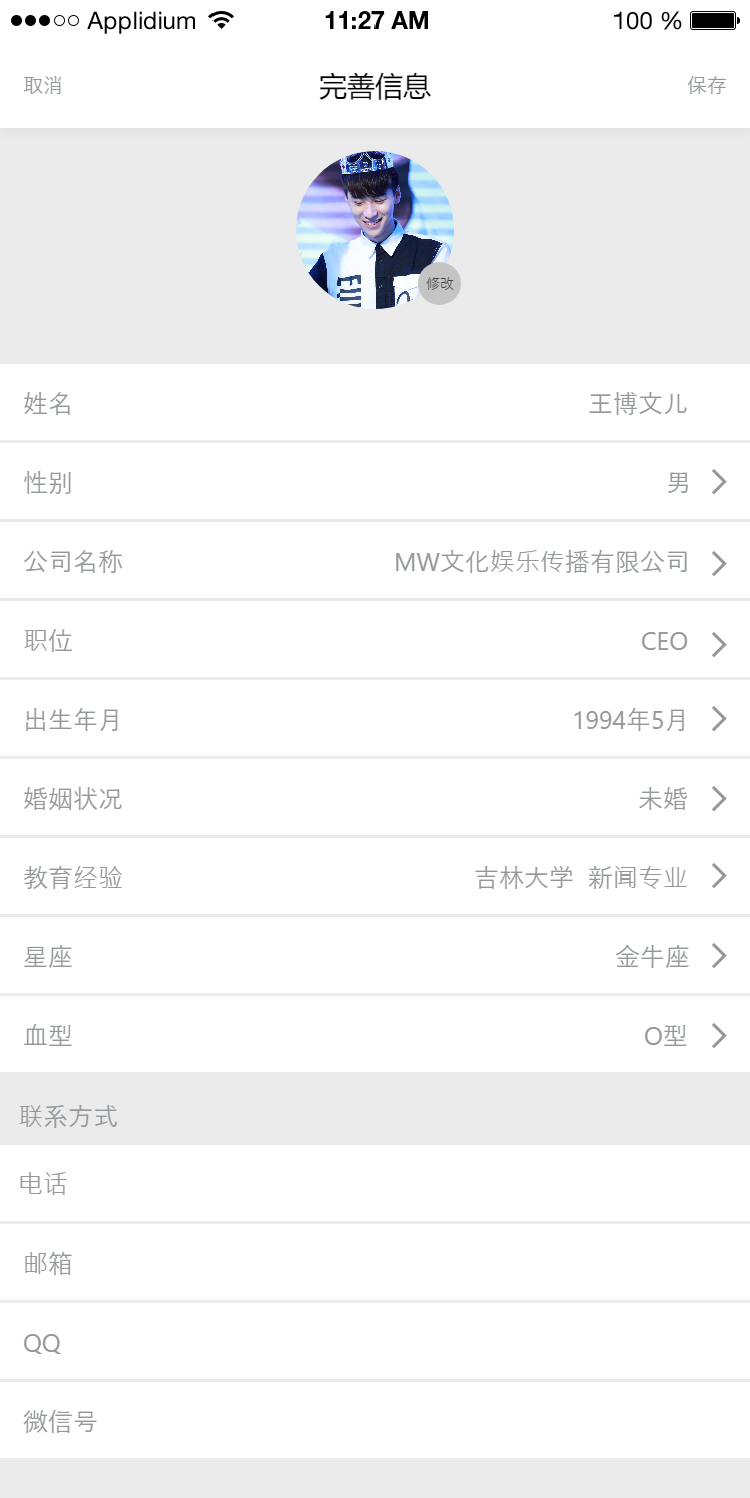 Applidium 11:27 AM 100 %
取消 完善信息 保存
修改
姓名 王博文儿
性别 男
公司名称 MW文化娱乐传播有限公司
职位 CEO
出生年月 1994年5月
婚姻状况 未婚
教育经验 吉林大学 新闻专业
星座 金牛座
血型 O型
联系方式
电话
邮箱
QQ
微信号